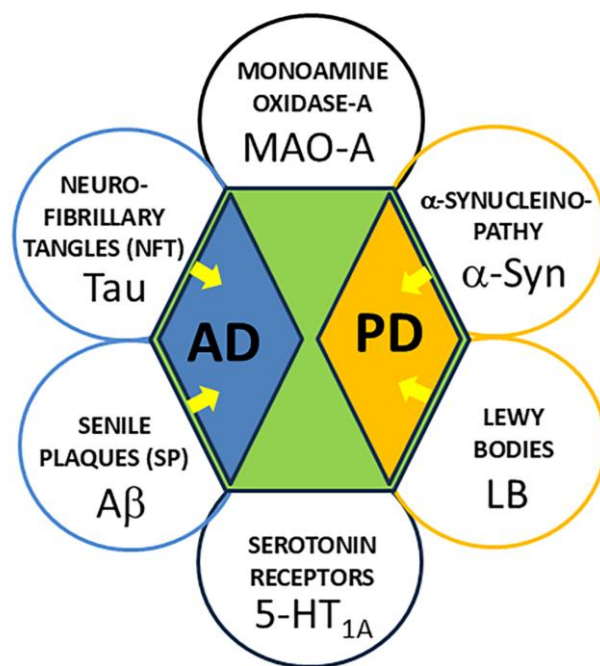 MONOAMINE
OXIDASE-A
MAO-A
NEURO-
FIBRILLARY
TANGLES (NFT)
Tau
α-SYNUCLEINO-
PATHY
α-Syn
AD
PD
SENILE
PLAQUES (SP)
Aβ
LEWY
BODIES
LB
SEROTONIN
RECEPTORS
5-HT₁ₐ